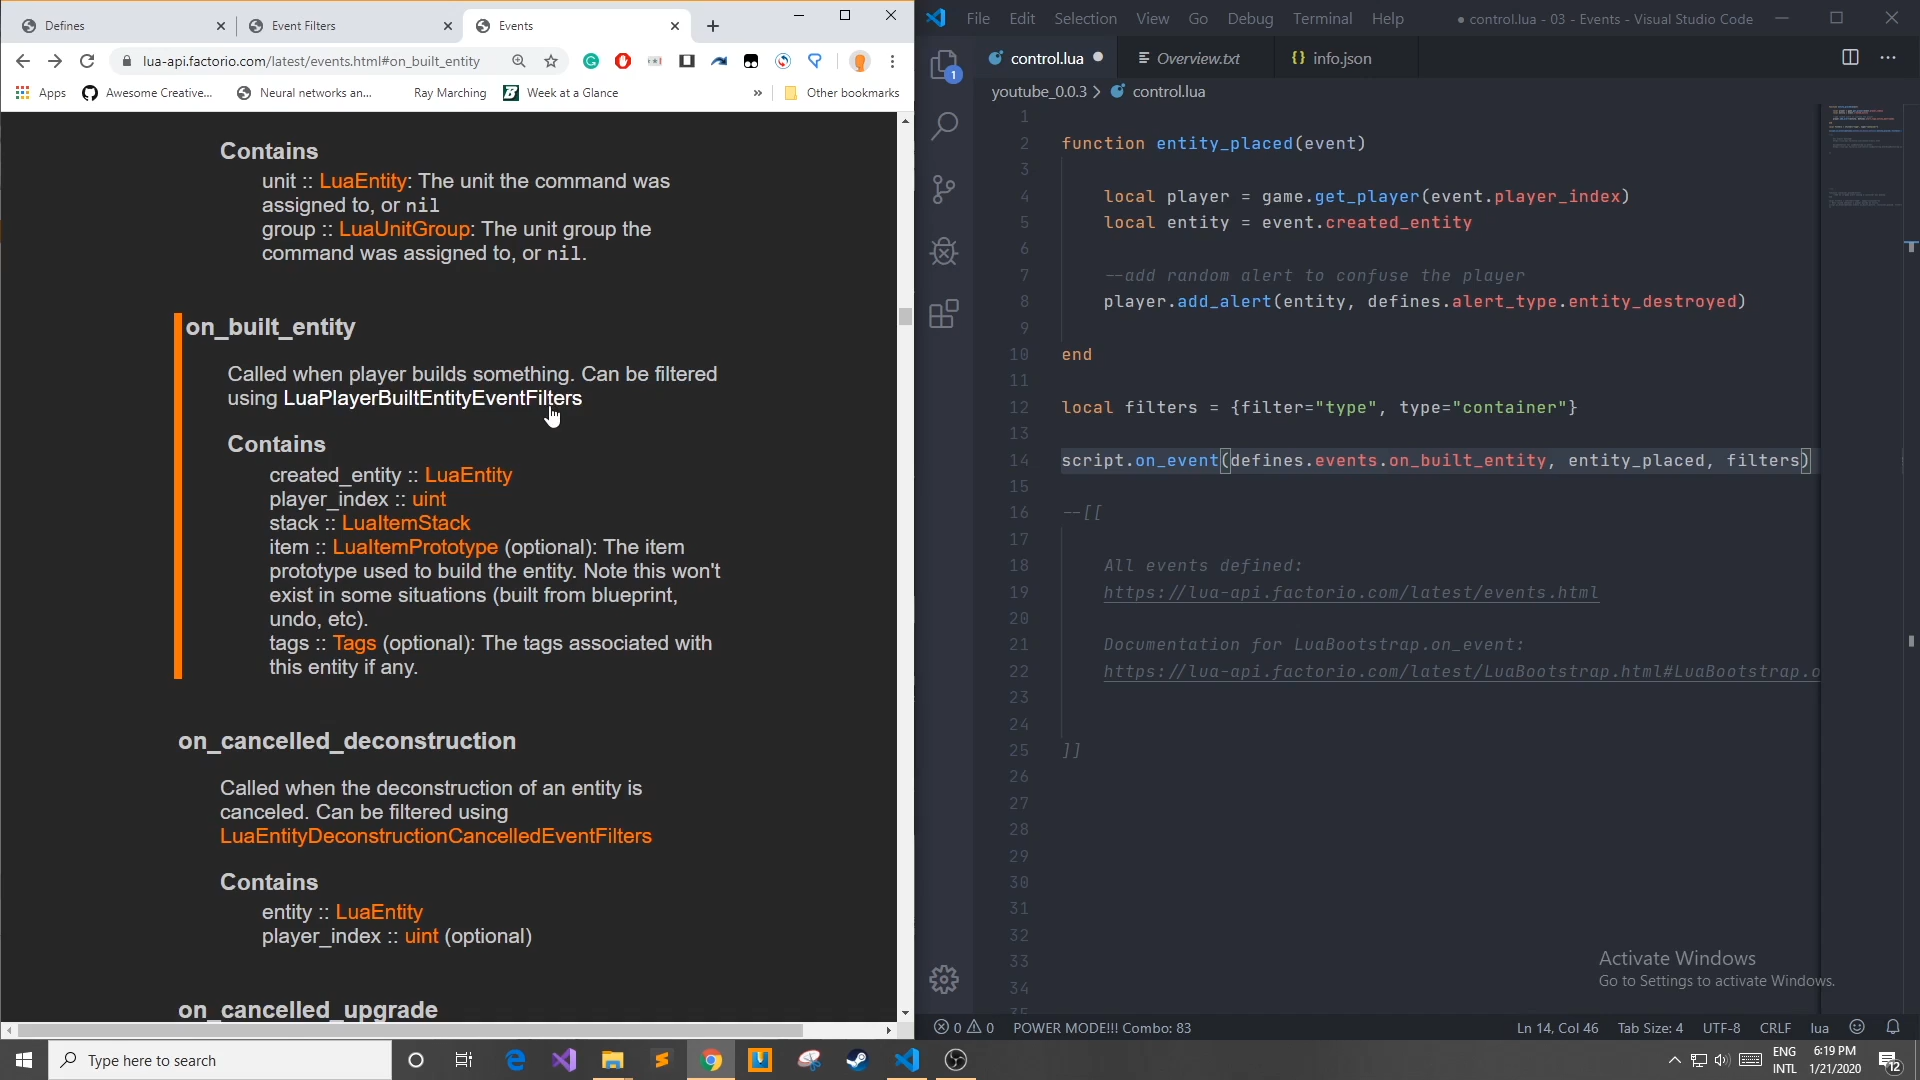 Defines
Event Filters
Events
lua-api.factorio.com/latest/events.html#on_built_entity
Apps
Awesome Creative...
Neural networks an...
Ray Marching
Week at a Glance
»
Other bookmarks
Contains
unit :: LuaEntity: The unit the command was
assigned to, or nil
group :: LuaUnitGroup: The unit group the
command was assigned to, or nil.
on_built_entity
Called when player builds something. Can be filtered
using LuaPlayerBuiltEntityEventFilters
Contains
created_entity :: LuaEntity
player_index :: uint
stack :: LuaItemStack
item :: LuaItemPrototype (optional): The item
prototype used to build the entity. Note this won't
exist in some situations (built from blueprint,
undo, etc).
tags :: Tags (optional): The tags associated with
this entity if any.
on_cancelled_deconstruction
Called when the deconstruction of an entity is
canceled. Can be filtered using
LuaEntityDeconstructionCancelledEventFilters
Contains
entity :: LuaEntity
player_index :: uint (optional)
on_cancelled_upgrade
File Edit Selection View Go Debug Terminal Help
● control.lua - 03 - Events - Visual Studio Code
control.lua
Overview.txt
{} info.json
youtube_0.0.3 > control.lua
1
2 function entity_placed(event)
3
4 local player = game.get_player(event.player_index)
5 local entity = event.created_entity
6
7 --add random alert to confuse the player
8 player.add_alert(entity, defines.alert_type.entity_destroyed)
9
10 end
11
12 local filters = {filter="type", type="container"}
13
14 script.on_event(defines.events.on_built_entity, entity_placed, filters)
15
16 --[[
17
18 All events defined:
19 https://lua-api.factorio.com/latest/events.html
20
21 Documentation for LuaBootstrap.on_event:
22 https://lua-api.factorio.com/latest/LuaBootstrap.html#LuaBootstrap.o
23
24
25 ]]
26
27
28
29
30
31
32
33
34
35
1
Activate Windows
Go to Settings to activate Windows.
0 0 POWER MODE!!! Combo: 83
Ln 14, Col 46 Tab Size: 4 UTF-8 CRLF lua
Type here to search
ENG
INTL
6:19 PM
1/21/2020
12